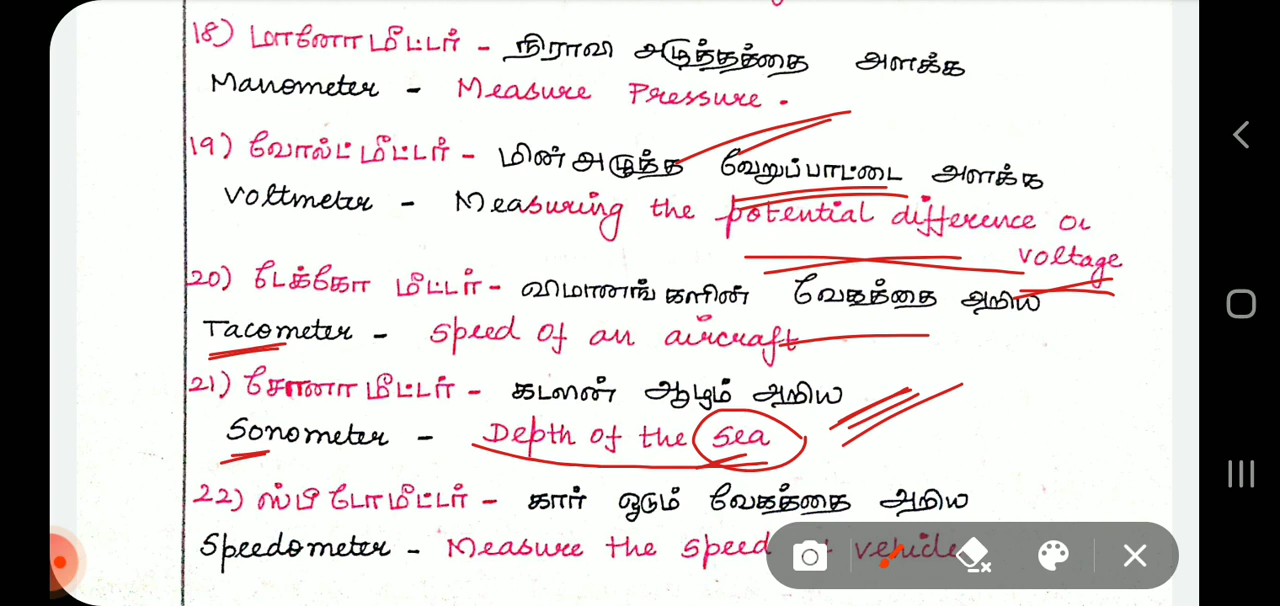 18) மானோமீட்டர் - நிராவி அழுத்தத்தை அளக்க
Manometer - Measure Pressure.
19) வோல்ட்மீட்டர் - மின்அழுத்த வேறுப்பாட்டை அளக்க
Voltmeter - Measuring the potential difference or
voltage
20) டேக்கோ மீட்டர் - விமானங்களின் வேகத்தை அறிய
Tacometer - Speed of an aircraft
21) சோனாமீட்டர் - கடலன் ஆழம் அறிய
Sonometer - Depth of the Sea
22) ஸ்பீடோமீட்டர் - கார் ஓடும் வேகத்தை அறிய
Speedometer - Measure the speed vehicle